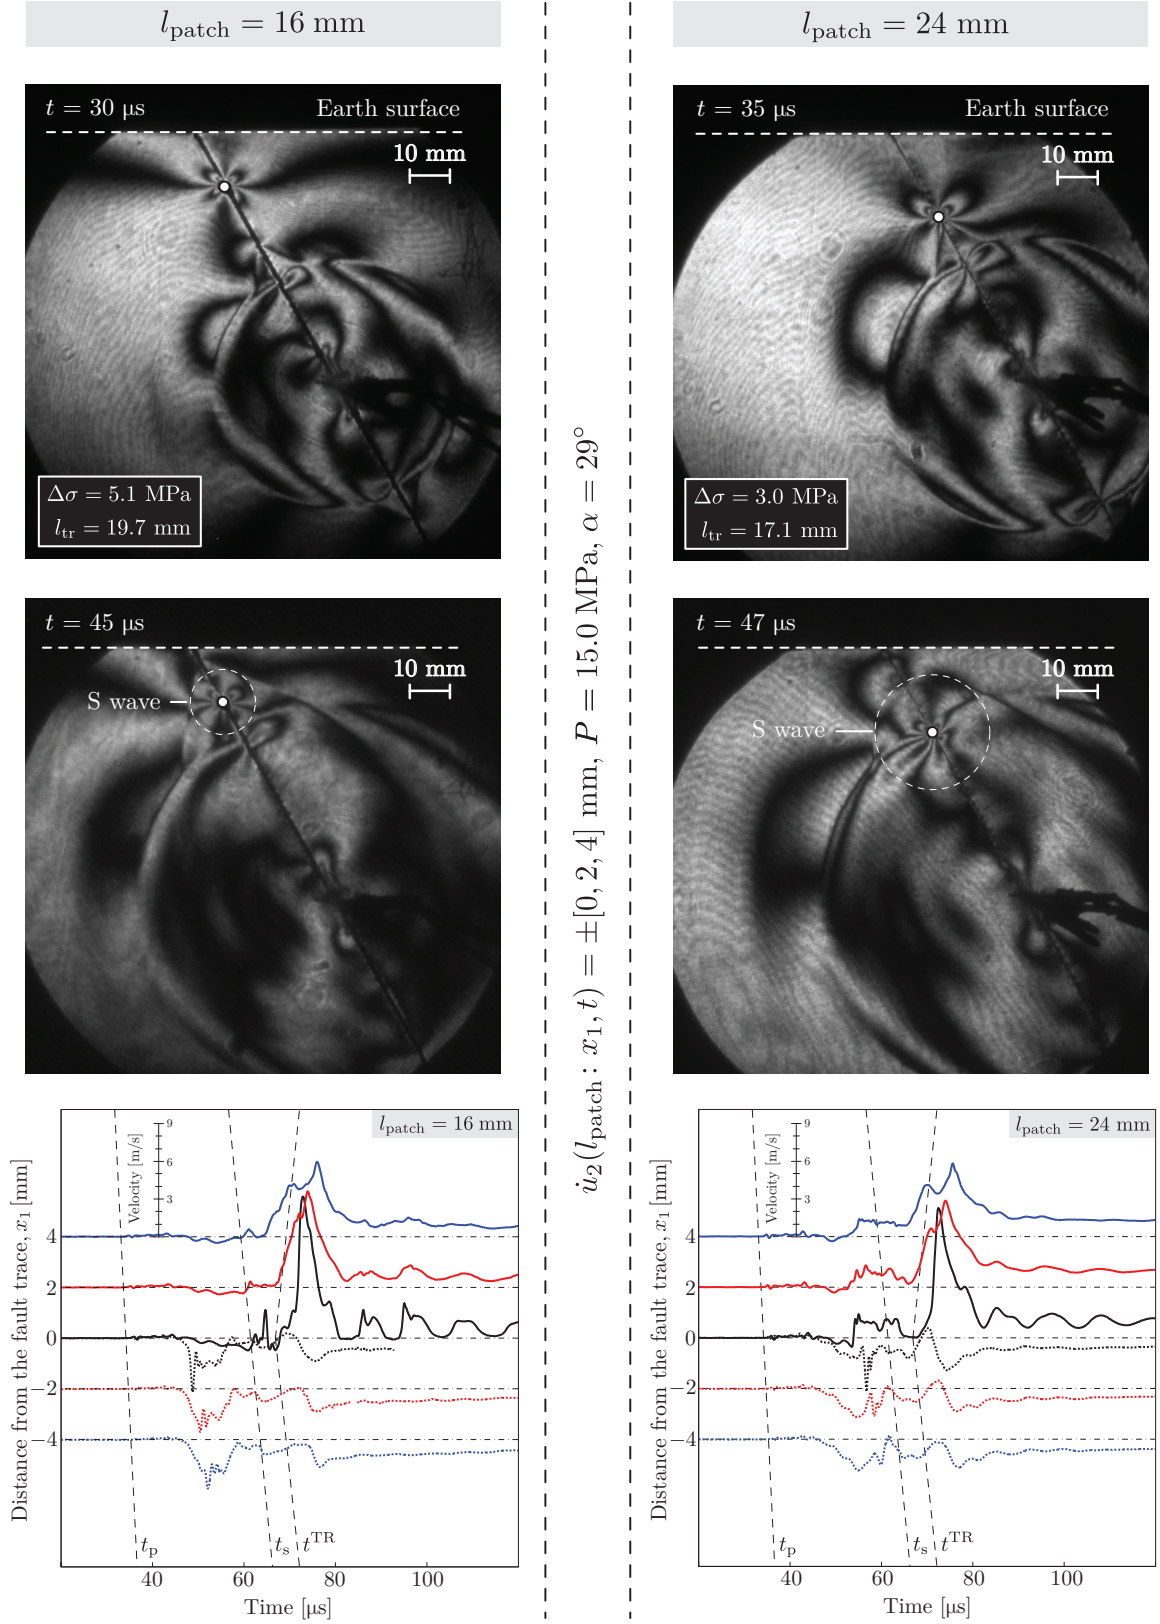 l_patch = 16 mm
t = 30 μs
Earth surface
10 mm
Δσ = 5.1 MPa
l_tr = 19.7 mm
t = 45 μs
10 mm
S wave
l_patch = 16 mm
Velocity [m/s]
9
6
3
Distance from the fault trace, x₁ [mm]
4
2
0
−2
−4
t_p
t_s
t^TR
40
60
80
100
Time [μs]
u̇₂(l_patch : x₁, t) = ±[0, 2, 4] mm, P = 15.0 MPa, α = 29°
l_patch = 24 mm
t = 35 μs
Earth surface
10 mm
Δσ = 3.0 MPa
l_tr = 17.1 mm
t = 47 μs
10 mm
S wave
l_patch = 24 mm
Velocity [m/s]
9
6
3
Distance from the fault trace, x₁ [mm]
4
2
0
−2
−4
t_p
t_s
t^TR
40
60
80
100
Time [μs]